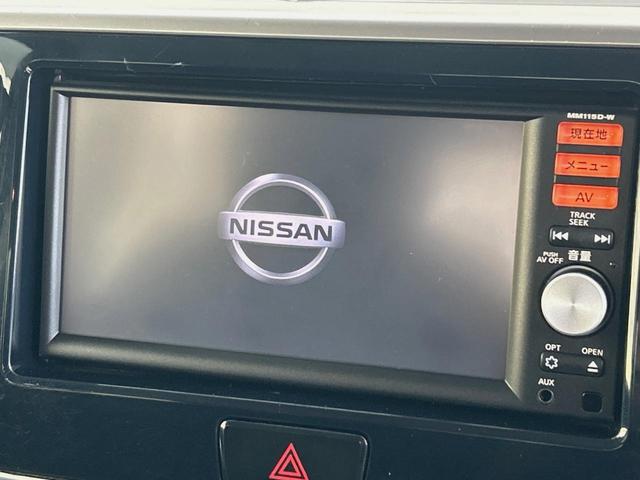 NISSAN
MM115D-W
現在地
メニュー
AV
TRACK
SEEK
PUSH
AV OFF
音量
OPT
OPEN
AUX